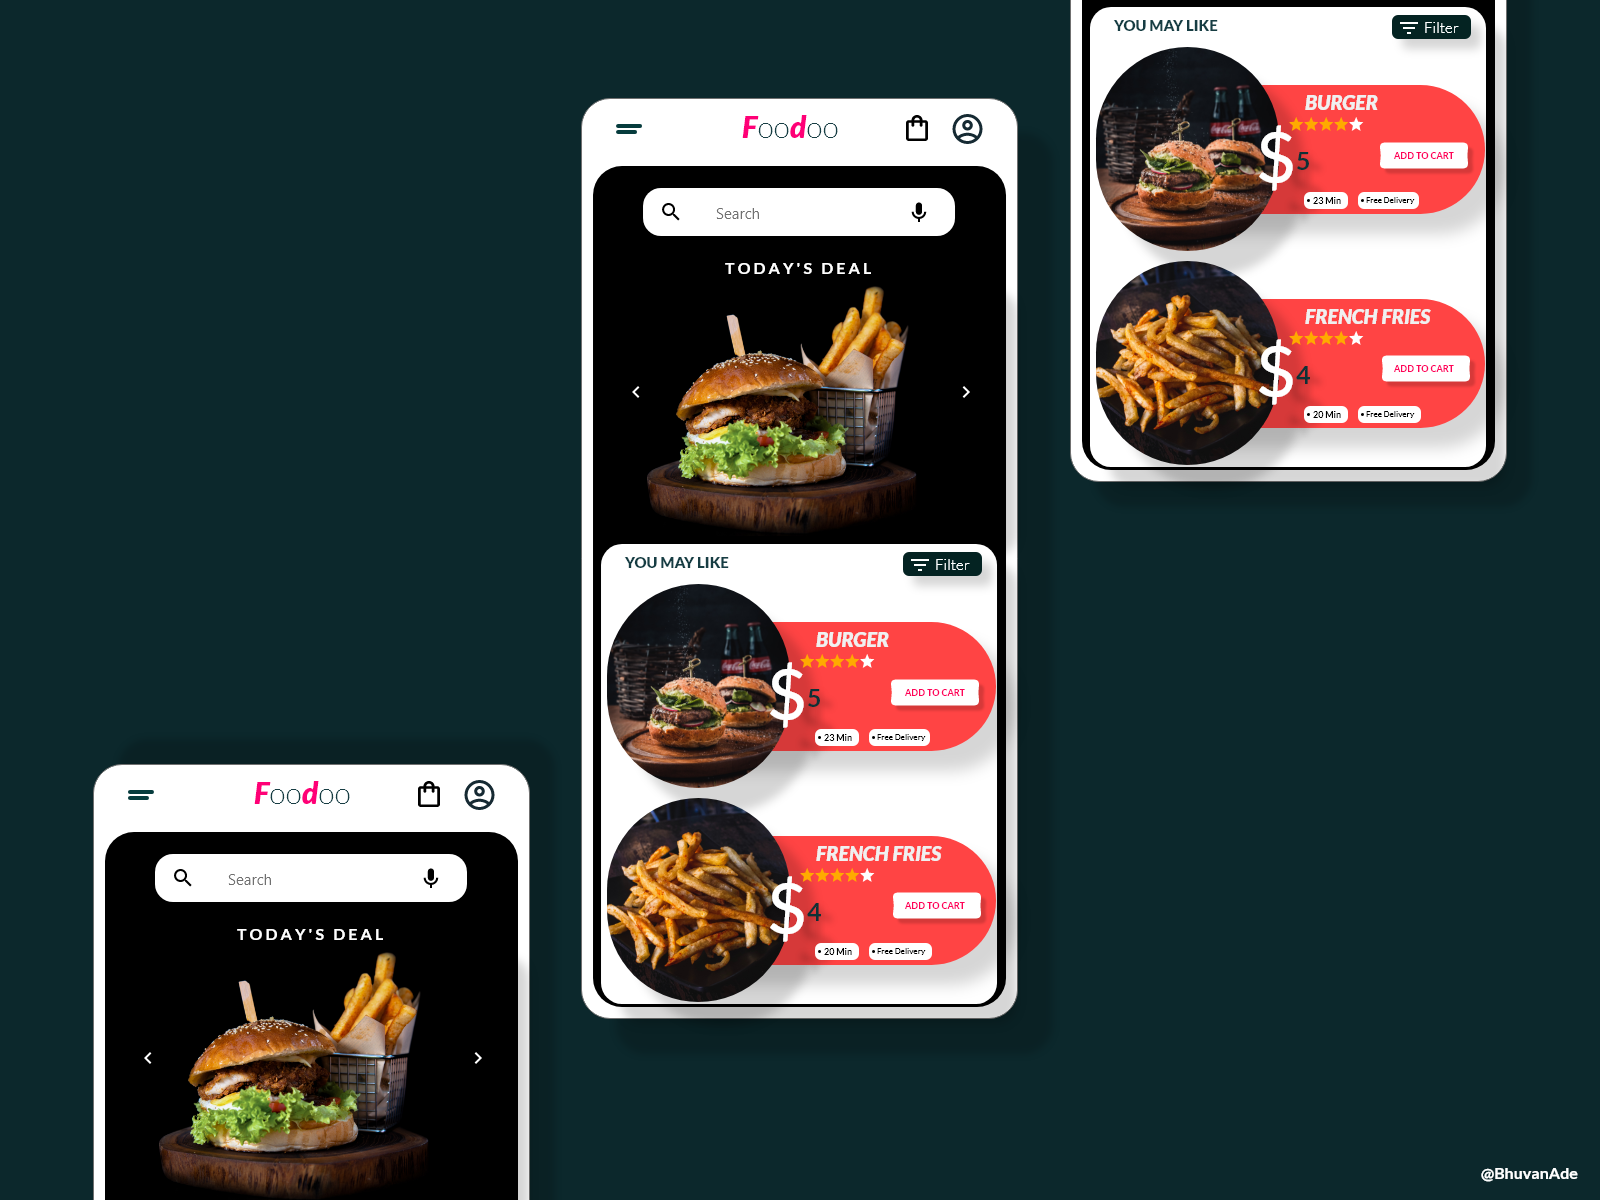 YOU MAY LIKE
Filter
BURGER
$5
ADD TO CART
• 23 Min
• Free Delivery
FRENCH FRIES
$4
ADD TO CART
• 20 Min
• Free Delivery
Foodoo
Search
TODAY'S DEAL
YOU MAY LIKE
Filter
BURGER
Coca-Cola
$5
ADD TO CART
• 23 Min
• Free Delivery
FRENCH FRIES
$4
ADD TO CART
• 20 Min
• Free Delivery
Foodoo
Search
TODAY'S DEAL
@BhuvanAde